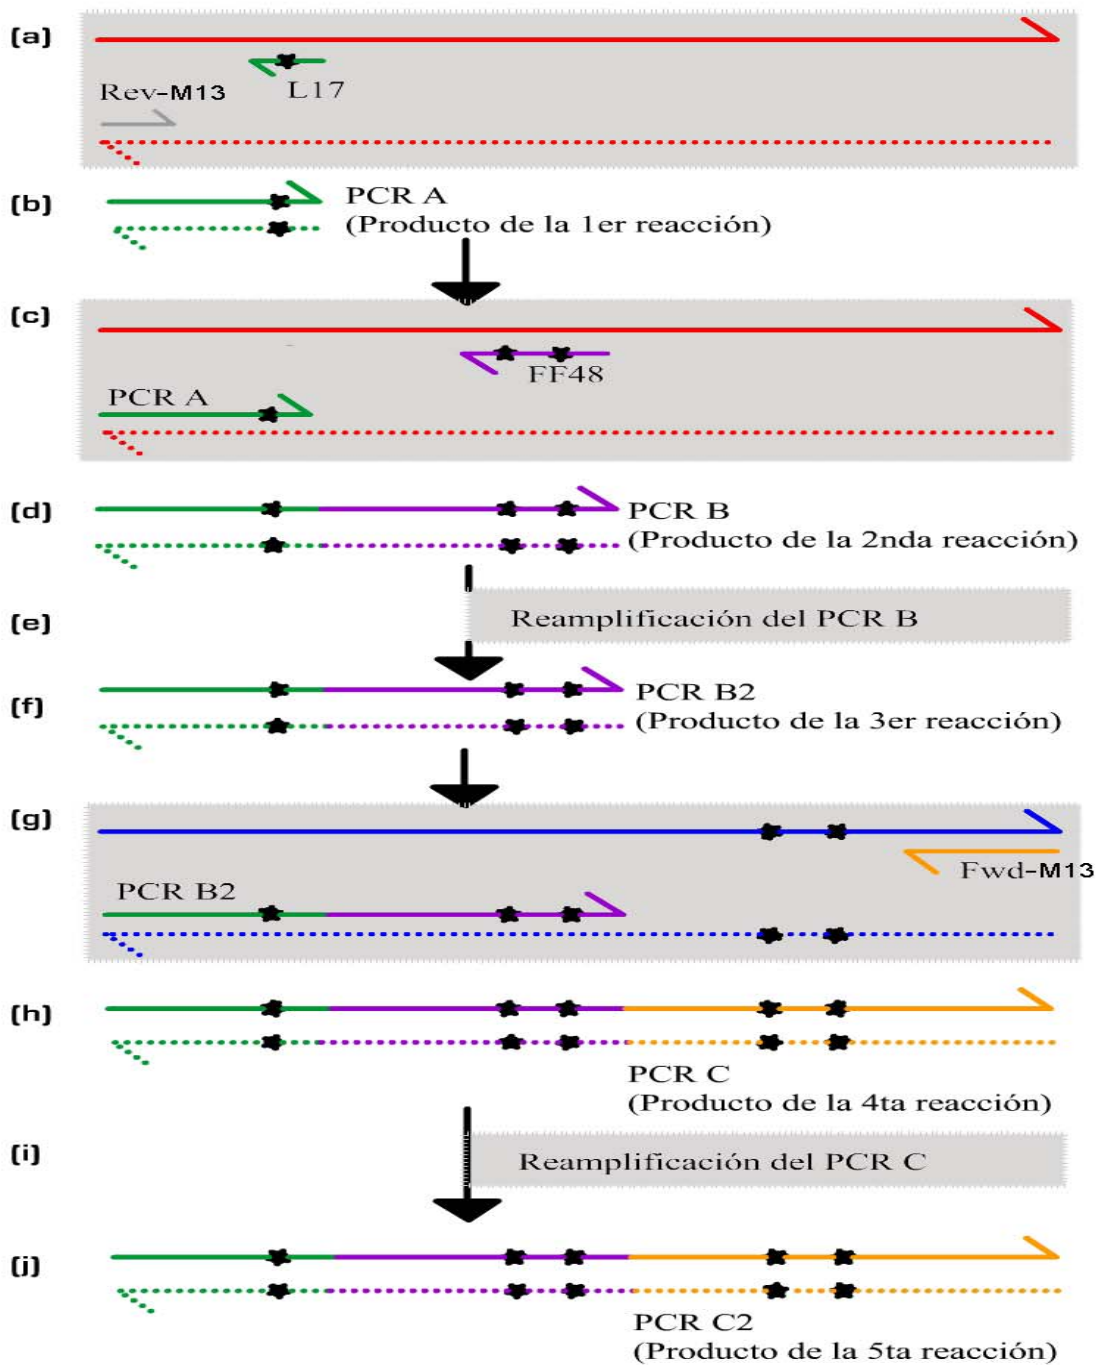 (a)
Rev-M13
L17
(b)
PCR A
(Producto de la 1er reacción)
(c)
FF48
PCR A
(d)
PCR B
(Producto de la 2nda reacción)
(e)
Reamplificación del PCR B
(f)
PCR B2
(Producto de la 3er reacción)
(g)
Fwd-M13
PCR B2
(h)
PCR C
(Producto de la 4ta reacción)
(i)
Reamplificación del PCR C
(j)
PCR C2
(Producto de la 5ta reacción)